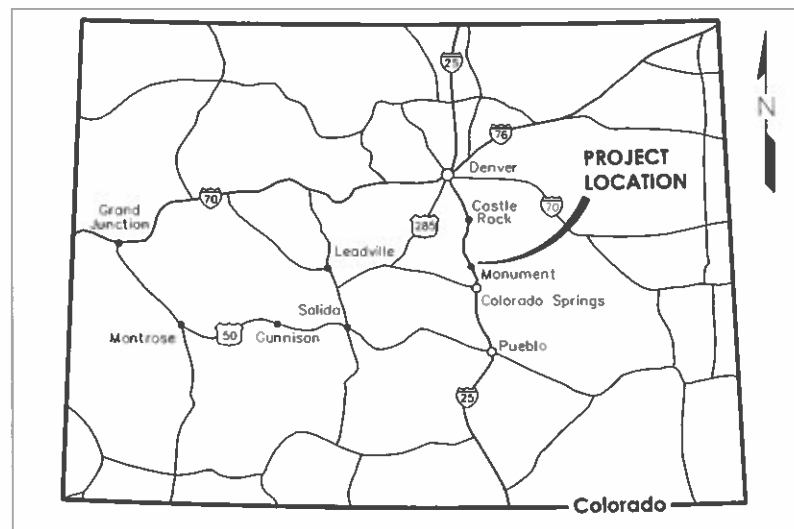 25
76
Denver
PROJECT
LOCATION
70
70
Castle
Rock
Grand
Junction
285
Leadville
Monument
Colorado Springs
Salida
Montrose
50
Gunnison
Pueblo
25
Colorado
N